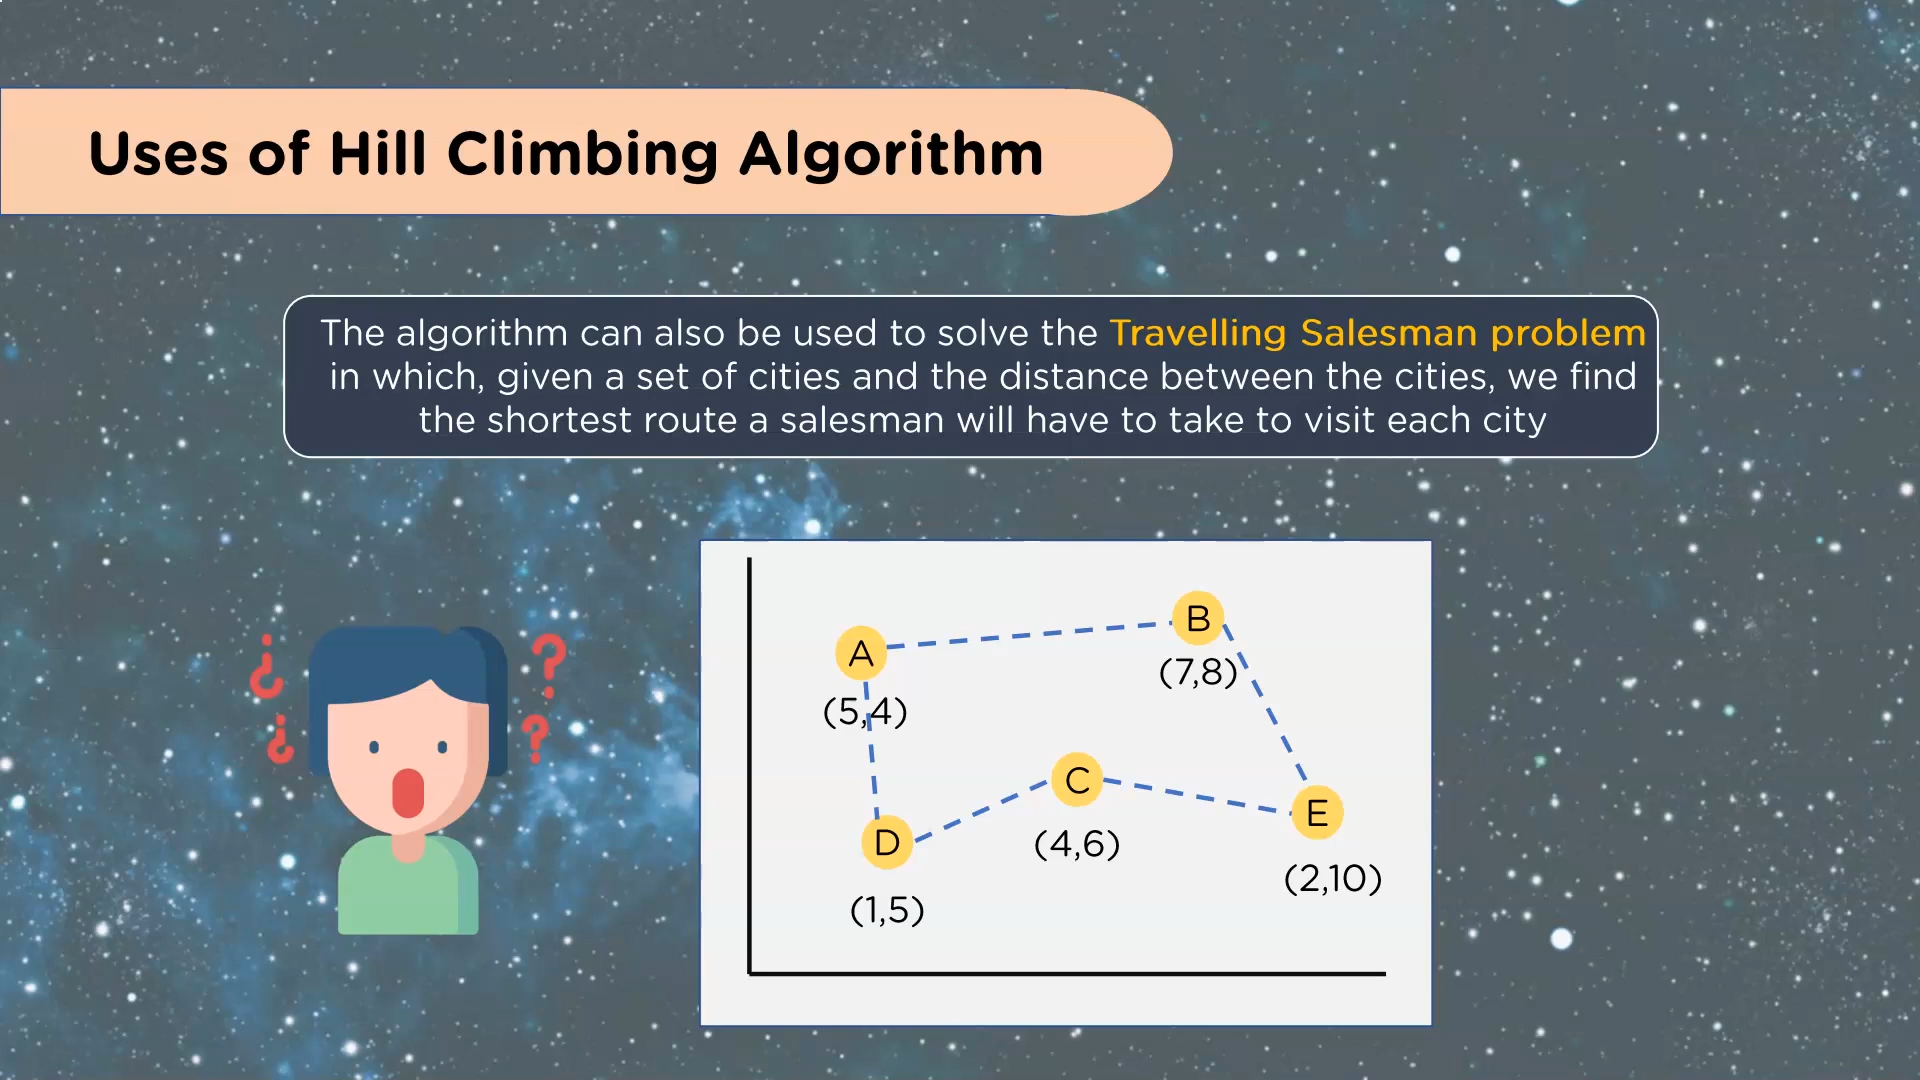 Uses of Hill Climbing Algorithm
The algorithm can also be used to solve the Travelling Salesman problem
in which, given a set of cities and the distance between the cities, we find
the shortest route a salesman will have to take to visit each city
? ?
? ?
A
(5,4)
B
(7,8)
C
(4,6)
D
(1,5)
E
(2,10)